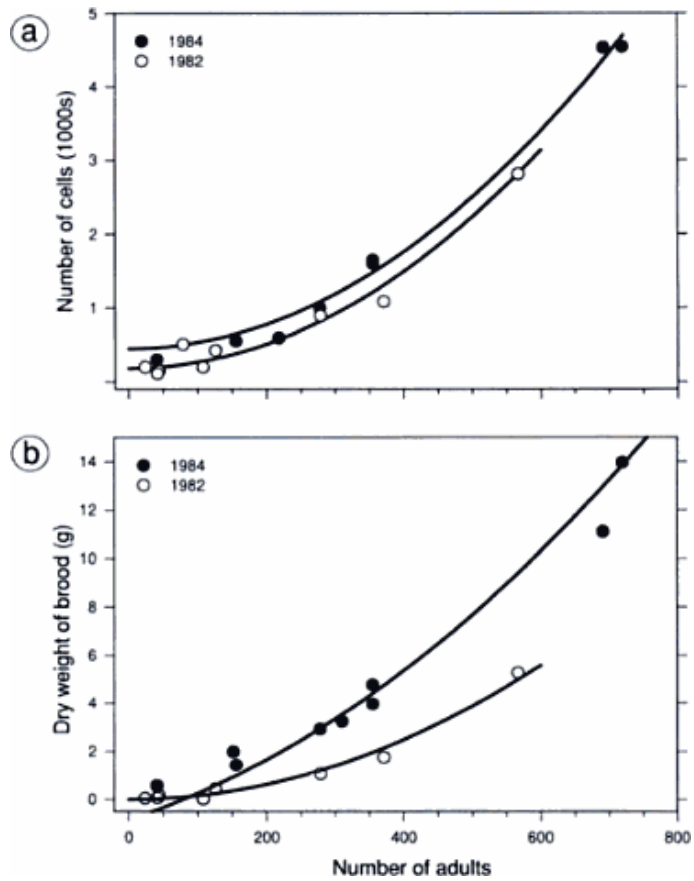 a
5
4
3
2
1
Number of cells (1000s)
● 1984
○ 1982
b
14
12
10
8
6
4
2
0
Dry weight of brood (g)
● 1984
○ 1982
0 200 400 600 800
Number of adults